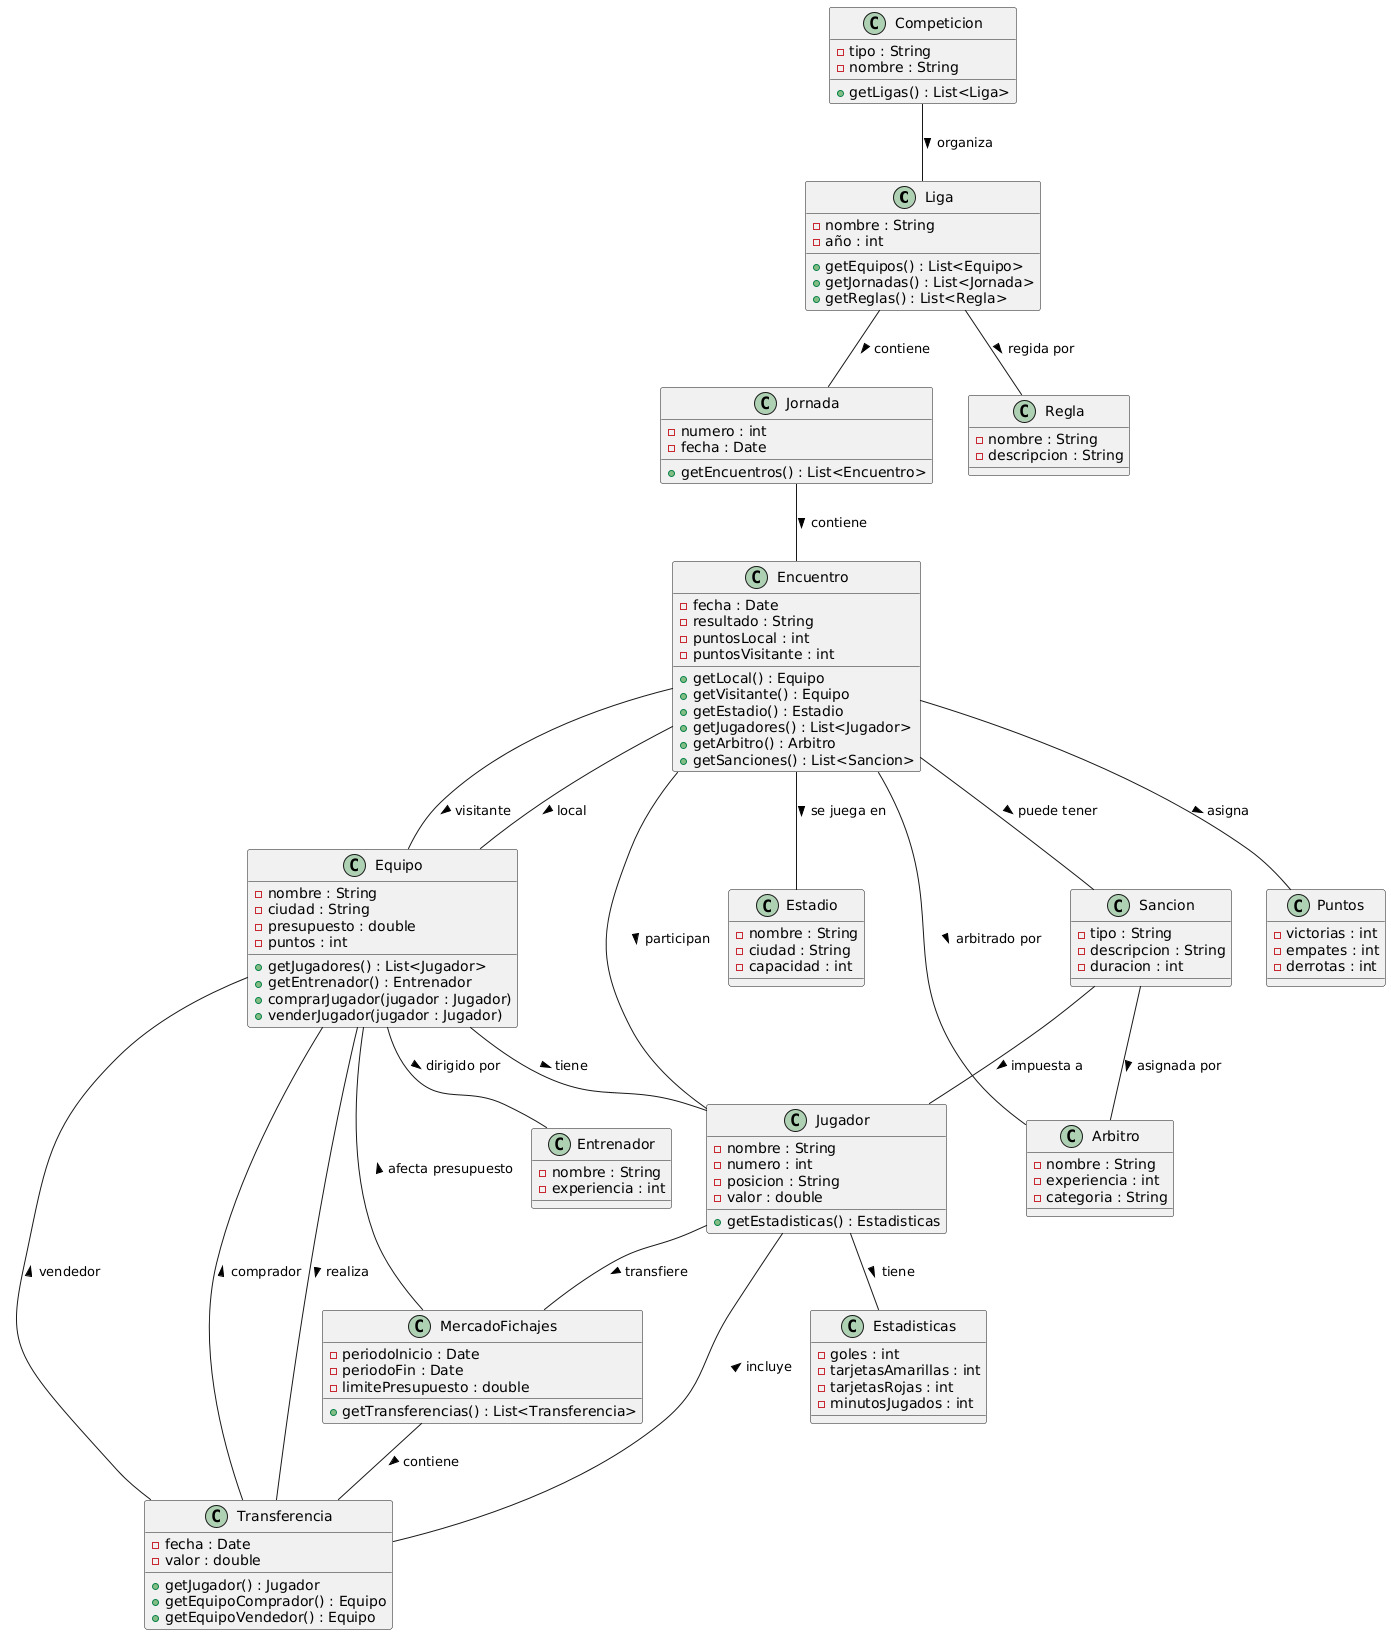 C Competicion
tipo : String
nombre : String
getLigas() : List<Liga>
organiza
C Liga
nombre : String
año : int
getEquipos() : List<Equipo>
getJornadas() : List<Jornada>
getReglas() : List<Regla>
contiene
regida por
C Jornada
numero : int
fecha : Date
getEncuentros() : List<Encuentro>
C Regla
nombre : String
descripcion : String
contiene
C Encuentro
fecha : Date
resultado : String
puntosLocal : int
puntosVisitante : int
getLocal() : Equipo
getVisitante() : Equipo
getEstadio() : Estadio
getJugadores() : List<Jugador>
getArbitro() : Arbitro
getSanciones() : List<Sancion>
visitante
local
se juega en
puede tener
asigna
C Equipo
nombre : String
ciudad : String
presupuesto : double
puntos : int
getJugadores() : List<Jugador>
getEntrenador() : Entrenador
comprarJugador(jugador : Jugador)
venderJugador(jugador : Jugador)
participan
C Estadio
nombre : String
ciudad : String
capacidad : int
arbitrado por
C Sancion
tipo : String
descripcion : String
duracion : int
C Puntos
victorias : int
empates : int
derrotas : int
dirigido por
tiene
impuesta a
asignada por
afecta presupuesto
C Entrenador
nombre : String
experiencia : int
C Jugador
nombre : String
numero : int
posicion : String
valor : double
getEstadisticas() : Estadisticas
C Arbitro
nombre : String
experiencia : int
categoria : String
vendedor
comprador
realiza
transfiere
tiene
C MercadoFichajes
periodoInicio : Date
periodoFin : Date
limitePresupuesto : double
getTransferencias() : List<Transferencia>
incluye
C Estadisticas
goles : int
tarjetasAmarillas : int
tarjetasRojas : int
minutosJugados : int
contiene
C Transferencia
fecha : Date
valor : double
getJugador() : Jugador
getEquipoComprador() : Equipo
getEquipoVendedor() : Equipo